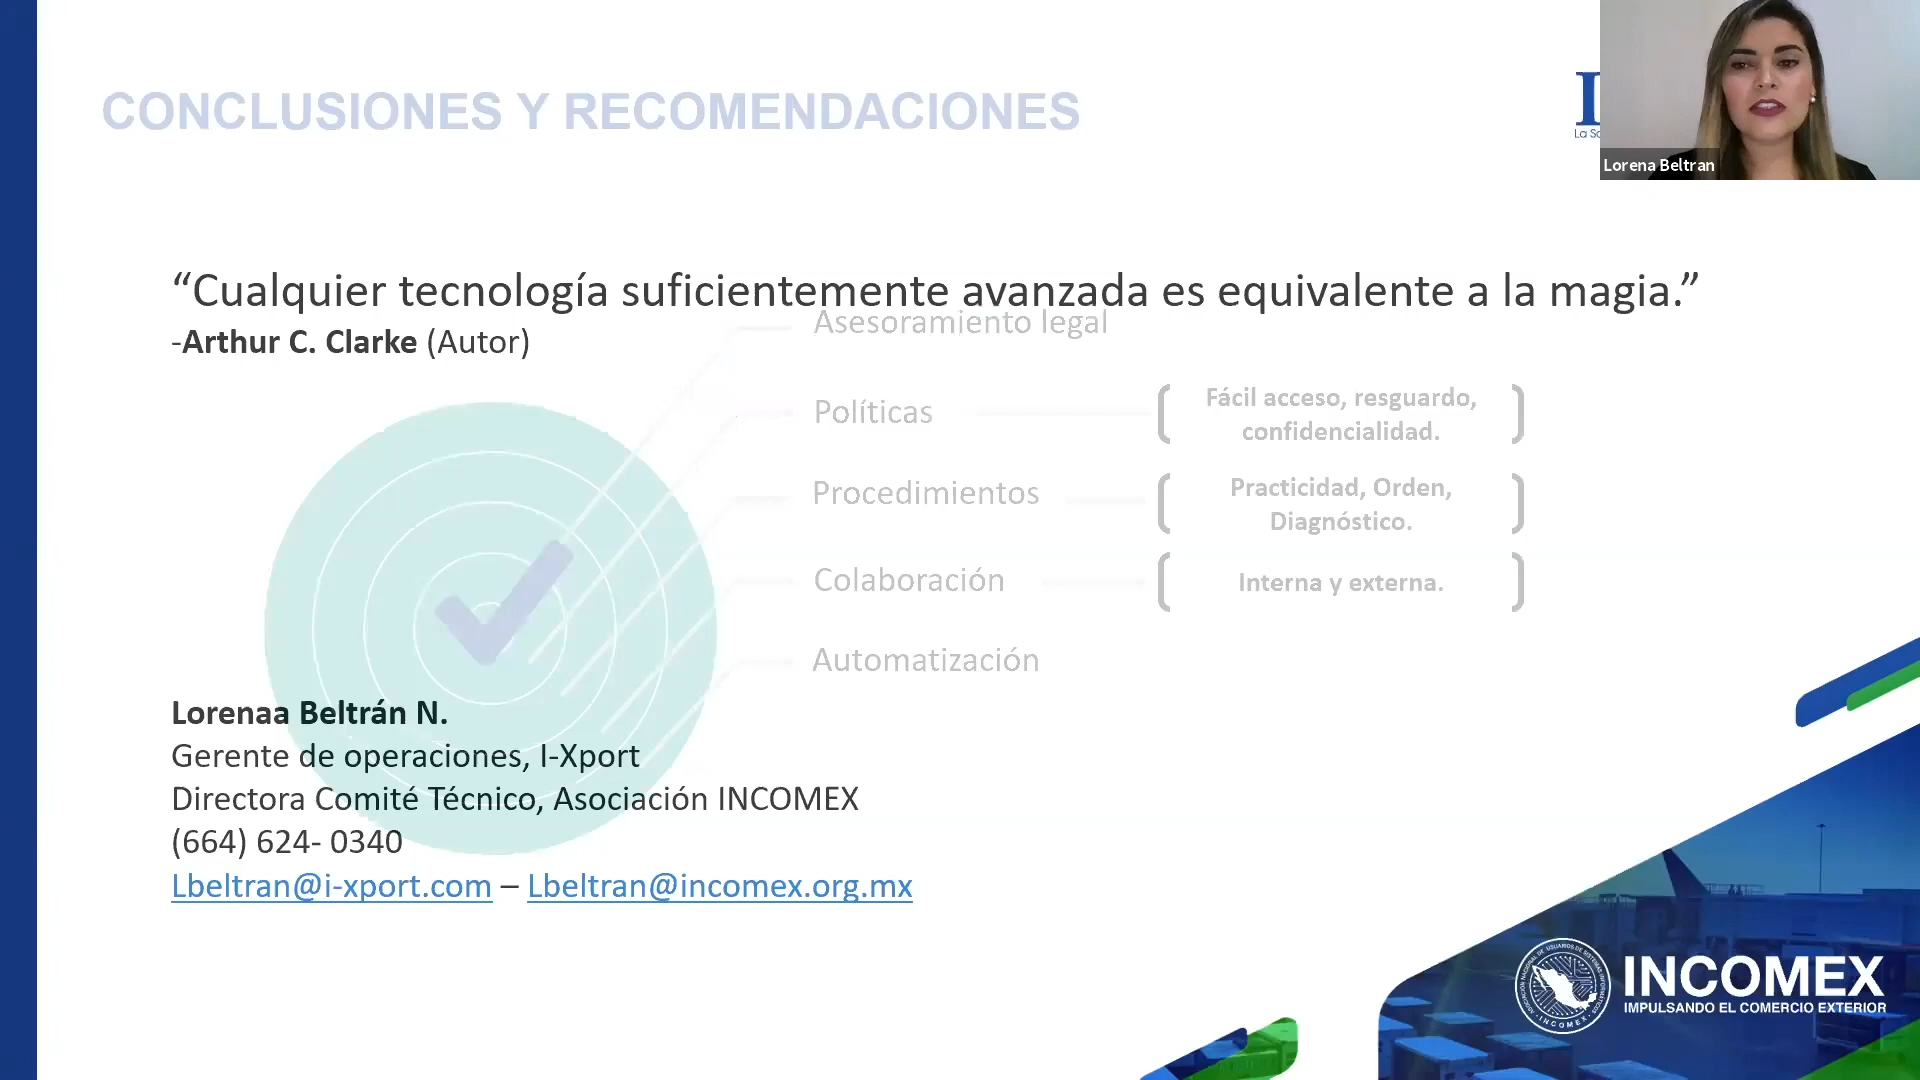 CONCLUSIONES Y RECOMENDACIONES
Lorena Beltran
“Cualquier tecnología suficientemente avanzada es equivalente a la magia.”
-Arthur C. Clarke (Autor)
Asesoramiento legal
Políticas
Fácil acceso, resguardo,
confidencialidad.
Procedimientos
Practicidad, Orden,
Diagnóstico.
Colaboración
Interna y externa.
Automatización
Lorenaa Beltrán N.
Gerente de operaciones, I-Xport
Directora Comité Técnico, Asociación INCOMEX
(664) 624- 0340
Lbeltran@i-xport.com – Lbeltran@incomex.org.mx
INCOMEX
IMPULSANDO EL COMERCIO EXTERIOR